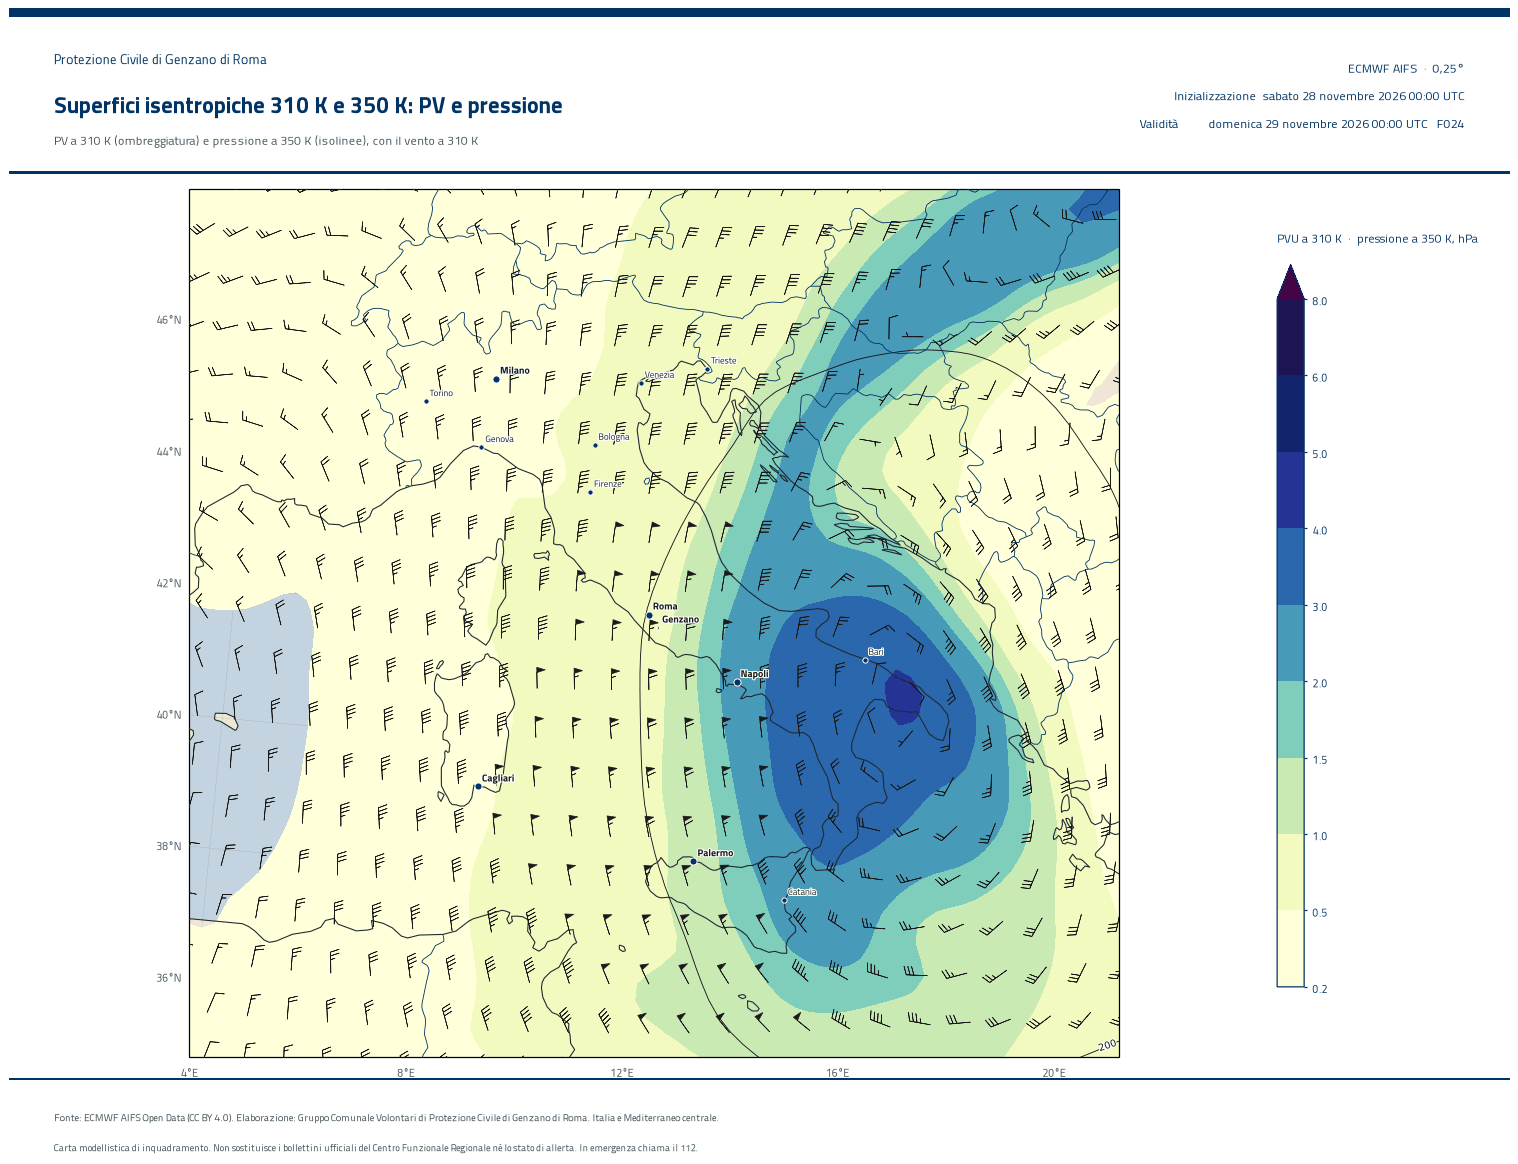 Protezione Civile di Genzano di Roma
Superfici isentropiche 310 K e 350 K: PV e pressione
PV a 310 K (ombreggiatura) e pressione a 350 K (isolinee), con il vento a 310 K
ECMWF AIFS · 0,25°
Inizializzazione sabato 28 novembre 2026 00:00 UTC
Validità domenica 29 novembre 2026 00:00 UTC F024
PVU a 310 K · pressione a 350 K, hPa
8.0
6.0
5.0
4.0
3.0
2.0
1.5
1.0
0.5
0.2
46°N
44°N
42°N
40°N
38°N
36°N
4°E
8°E
12°E
16°E
20°E
Trieste
Milano
Venezia
Torino
Genova
Bologna
Firenze
Roma
Genzano
Bari
Napoli
Cagliari
Palermo
Catania
200
Fonte: ECMWF AIFS Open Data (CC BY 4.0). Elaborazione: Gruppo Comunale Volontari di Protezione Civile di Genzano di Roma. Italia e Mediterraneo centrale.
Carta modellistica di inquadramento. Non sostituisce i bollettini ufficiali del Centro Funzionale Regionale né lo stato di allerta. In emergenza chiama il 112.